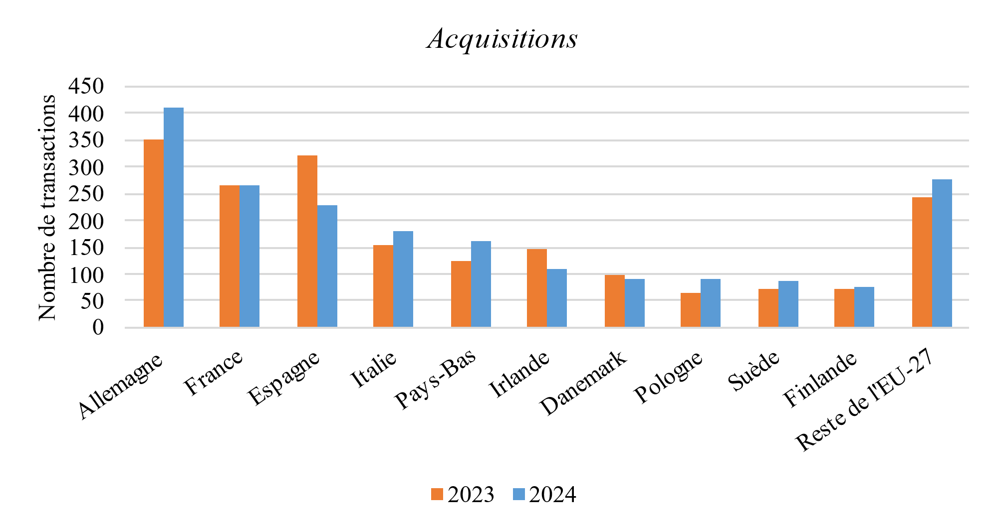 Acquisitions
Nombre de transactions
450
400
350
300
250
200
150
100
50
0
Allemagne
France
Espagne
Italie
Pays-Bas
Irlande
Danemark
Pologne
Suède
Finlande
Reste de l'EU-27
2023
2024